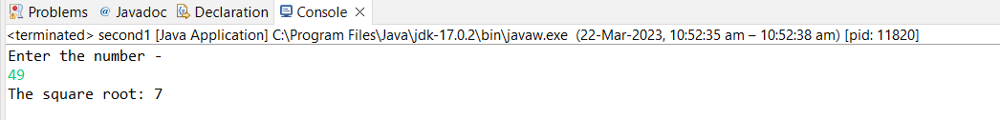 Problems @ Javadoc Declaration Console
<terminated> second1 [Java Application] C:\Program Files\Java\jdk-17.0.2\bin\javaw.exe (22-Mar-2023, 10:52:35 am – 10:52:38 am) [pid: 11820]
Enter the number -
49
The square root: 7